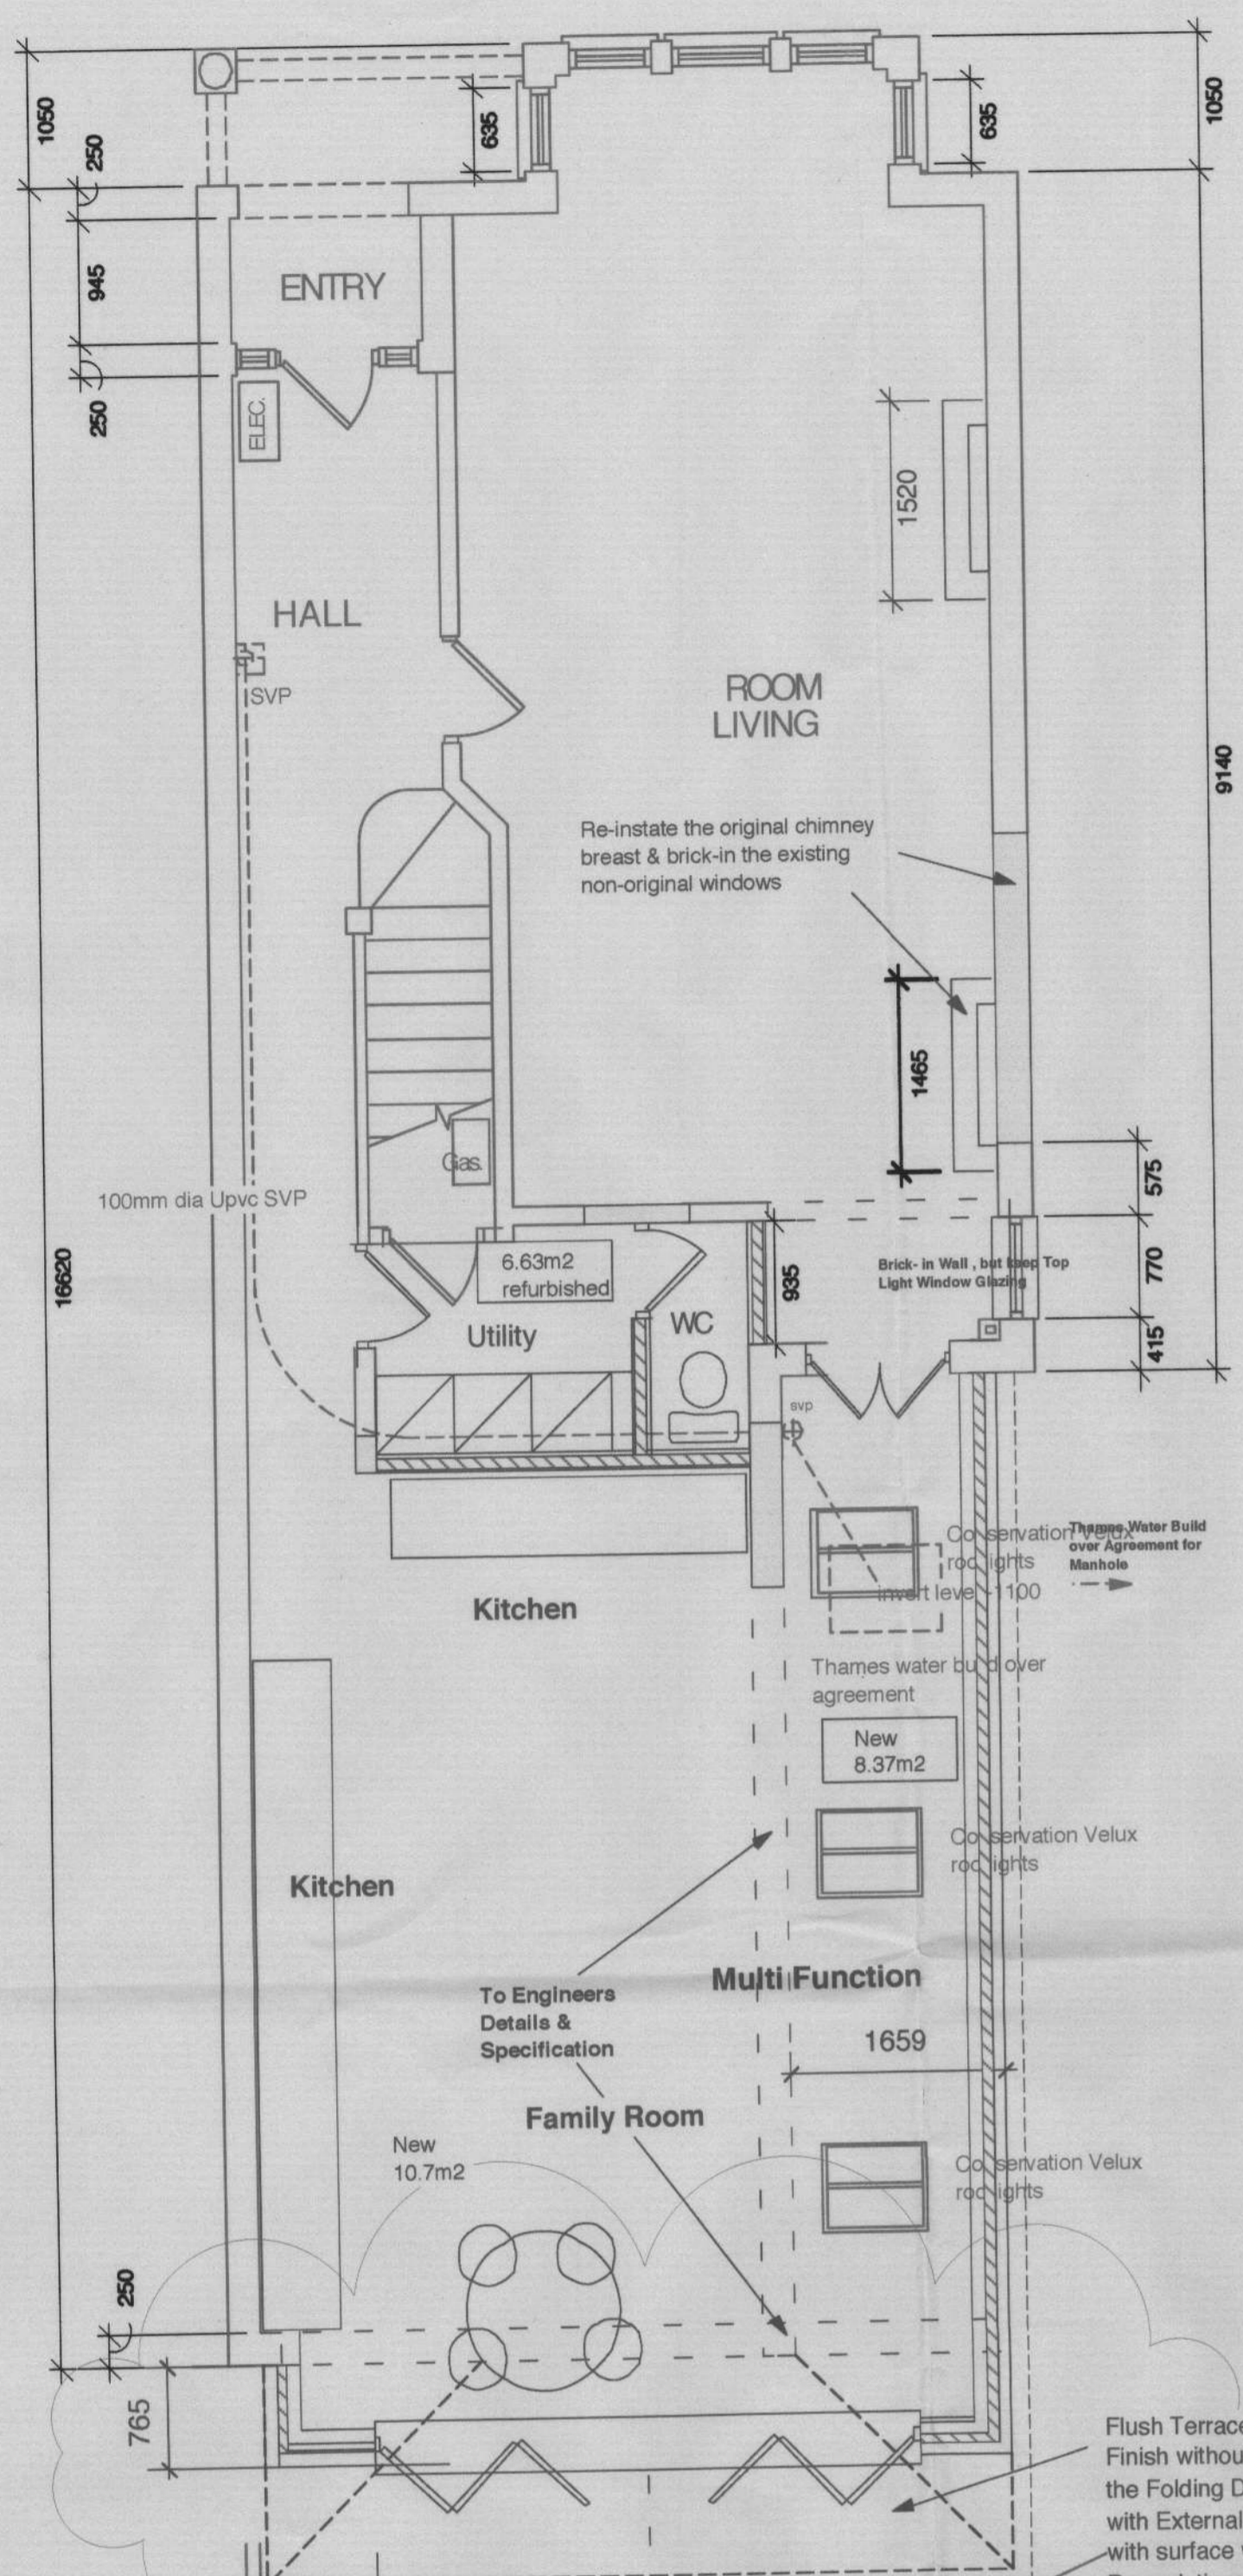 1050
250
945
250
635
635
1050
ENTRY
ELEC.
1520
HALL
SVP
ROOM
LIVING
9140
Re-instate the original chimney
breast & brick-in the existing
non-original windows
1465
Gas.
100mm dia Upvc SVP
575
16620
6.63m2
refurbished
935
Brick- in Wall , but keep Top
Light Window Glazing
770
Utility
WC
415
svp
Conservation Velux
roof lights
Thames Water Build
over Agreement for
Manhole
invert level -1100
Kitchen
Thames water build over
agreement
New
8.37m2
Conservation Velux
roof lights
Kitchen
Multi Function
To Engineers
Details &
Specification
1659
Family Room
New
10.7m2
Conservation Velux
roof lights
250
765
Flush Terrace
Finish withou
the Folding D
with External
with surface